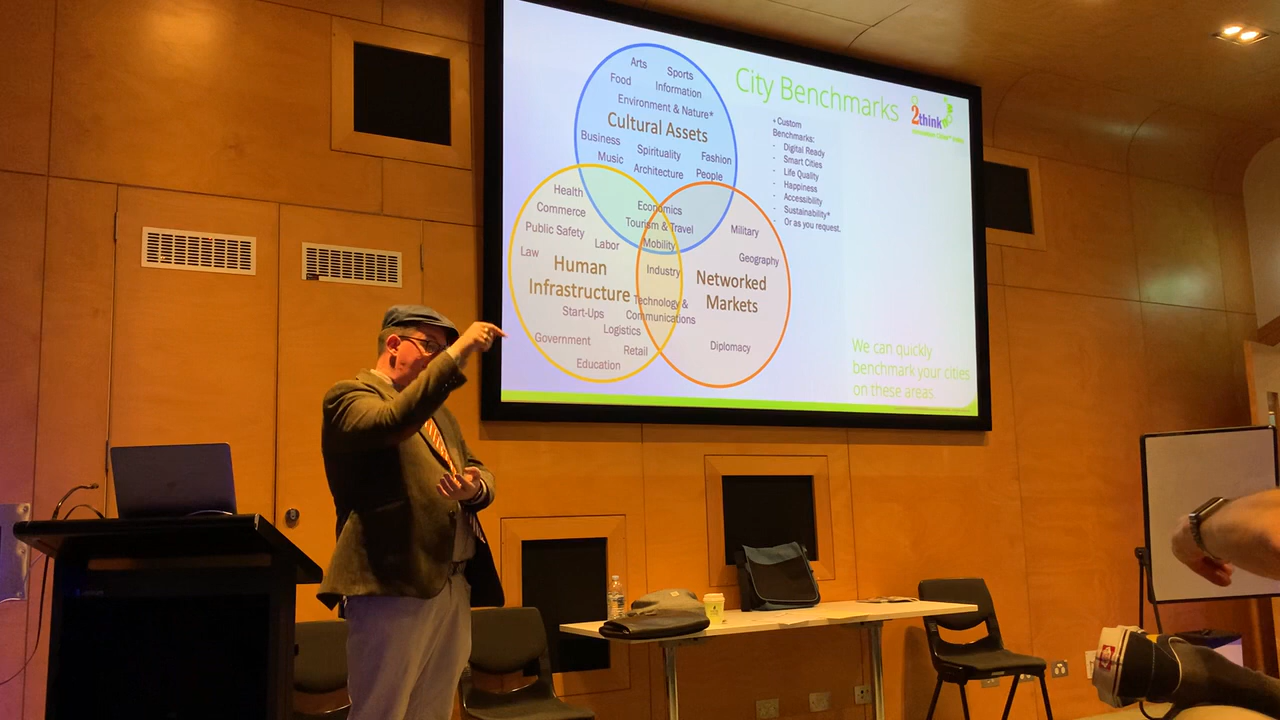 City Benchmarks
2think
Arts
Sports
Food
Information
Environment & Nature*
Cultural Assets
Business
Spirituality
Fashion
Music
Architecture
People
Health
Economics
Commerce
Tourism & Travel
Public Safety
Labor
Mobility
Military
Law
Geography
Human
Infrastructure
Industry
Networked
Markets
Technology &
Communications
Start-Ups
Logistics
Government
Retail
Diplomacy
Education
+ Custom
Benchmarks:
- Digital Ready
- Smart Cities
- Life Quality
- Happiness
- Accessibility
- Sustainability*
- Or as you request.
We can quickly
benchmark your cities
on these areas.